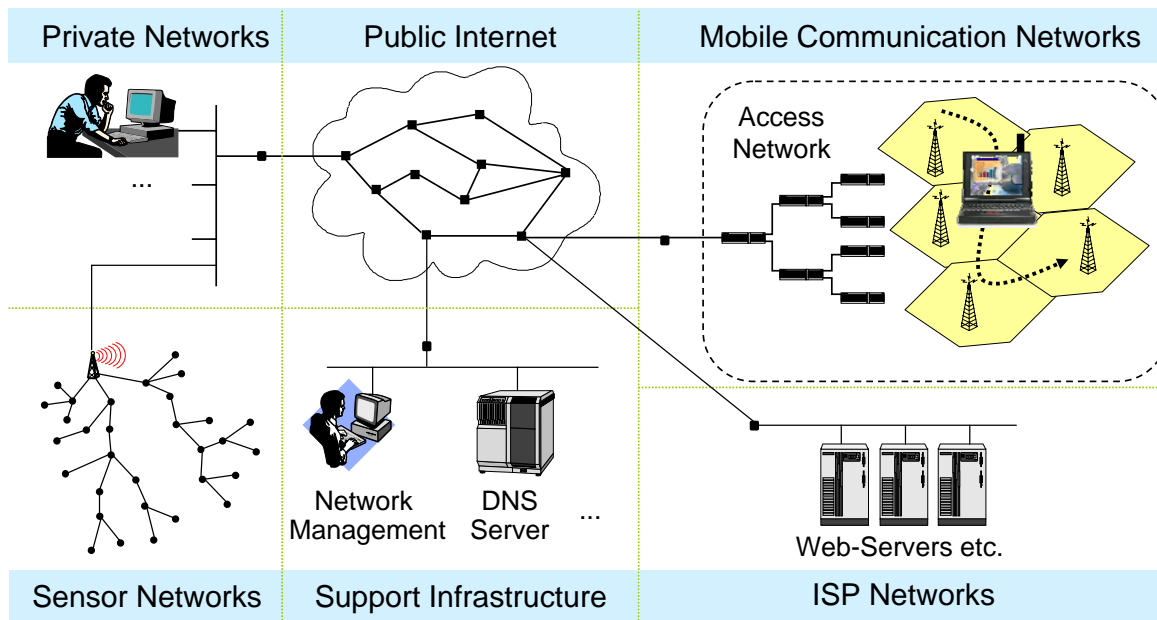 Private Networks
Public Internet
Mobile Communication Networks
Access
Network
...
Network
Management
DNS
Server
...
Web-Servers etc.
Sensor Networks
Support Infrastructure
ISP Networks